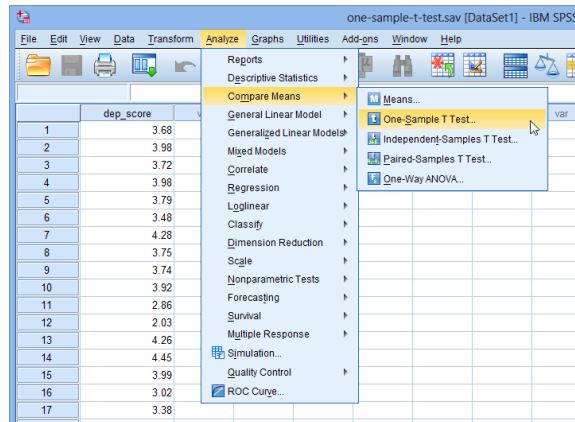 one-sample-t-test.sav [DataSet1] - IBM SPSS
File Edit View Data Transform Analyze Graphs Utilities Add-ons Window Help
Reports
Descriptive Statistics
Compare Means
General Linear Model
Generalized Linear Models
Mixed Models
Correlate
Regression
Loglinear
Classify
Dimension Reduction
Scale
Nonparametric Tests
Forecasting
Survival
Multiple Response
Simulation...
Quality Control
ROC Curve...
Means...
One-Sample T Test...
Independent-Samples T Test...
Paired-Samples T Test...
One-Way ANOVA...
dep_score var
1 3.68
2 3.98
3 3.72
4 3.98
5 3.79
6 3.48
7 4.28
8 3.75
9 3.74
10 3.92
11 2.86
12 2.03
13 4.26
14 4.45
15 3.99
16 3.02
17 3.38